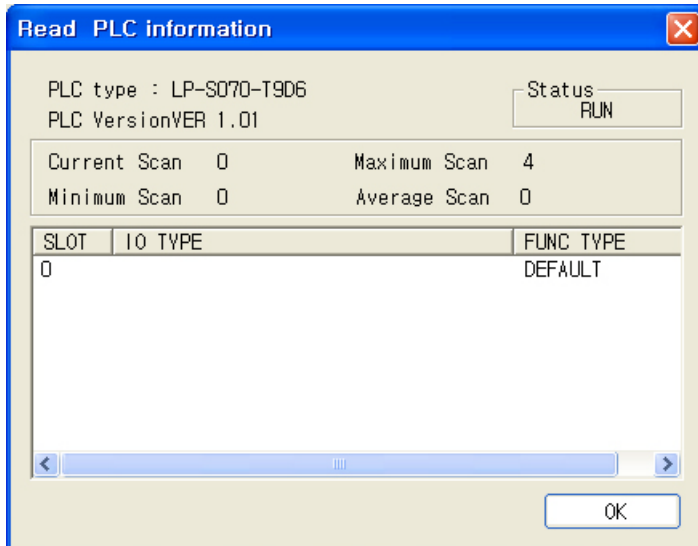 Read PLC information
PLC type : LP-S070-T9D6
Status
RUN
PLC VersionVER 1.01
Current Scan 0 Maximum Scan 4
Minimum Scan 0 Average Scan 0
SLOT IO TYPE FUNC TYPE
0 DEFAULT
OK